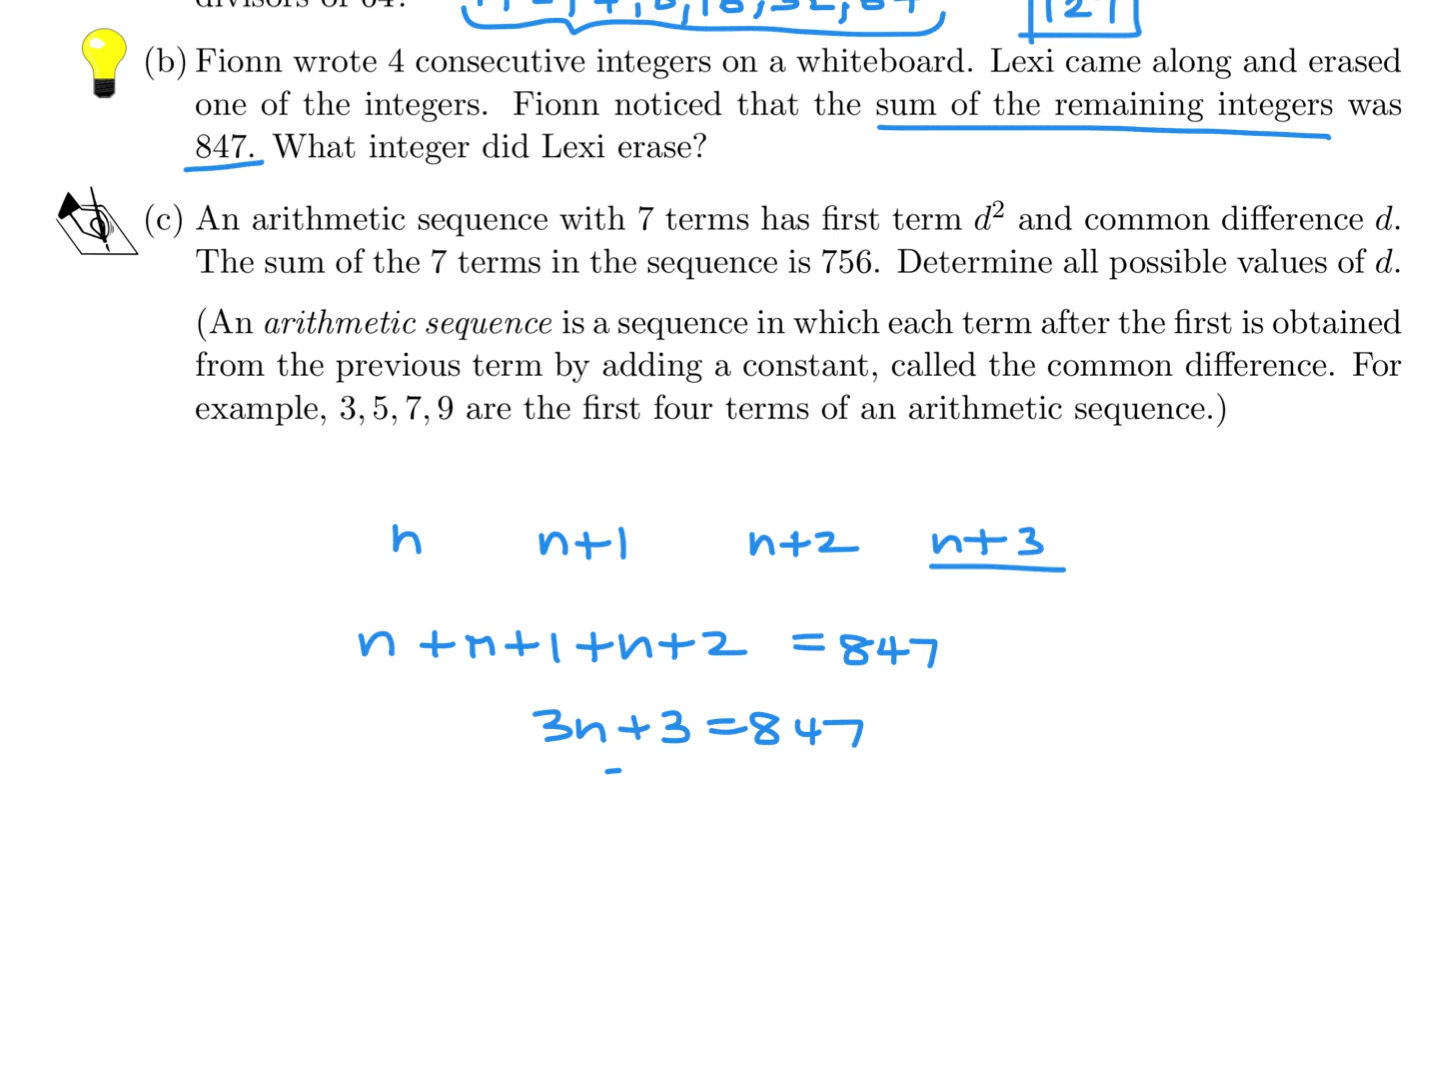 (b) Fionn wrote 4 consecutive integers on a whiteboard. Lexi came along and erased
one of the integers. Fionn noticed that the sum of the remaining integers was
847. What integer did Lexi erase?
(c) An arithmetic sequence with 7 terms has first term d² and common difference d.
The sum of the 7 terms in the sequence is 756. Determine all possible values of d.
(An arithmetic sequence is a sequence in which each term after the first is obtained
from the previous term by adding a constant, called the common difference. For
example, 3, 5, 7, 9 are the first four terms of an arithmetic sequence.)
n n+1 n+2 n+3
n+n+1+n+2 = 847
3n+3=847